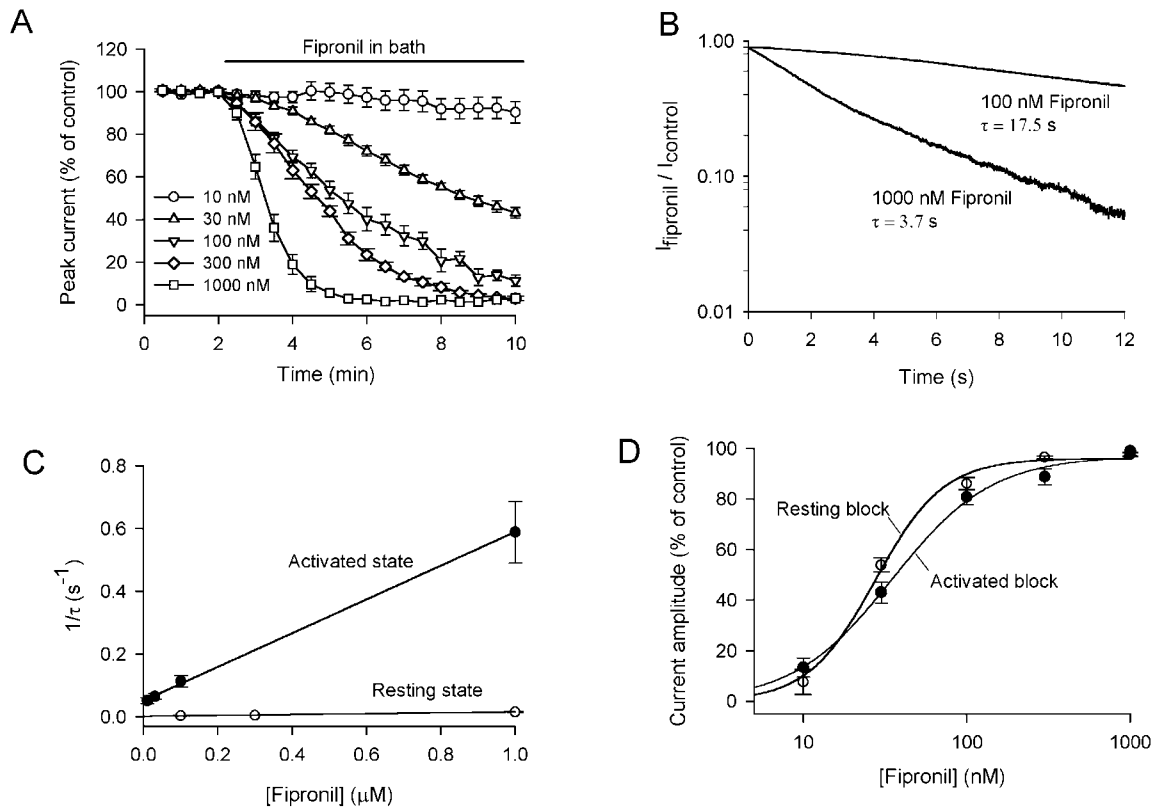 A
Fipronil in bath
120
100
80
60
40
20
0
Peak current (% of control)
10 nM
30 nM
100 nM
300 nM
1000 nM
0 2 4 6 8 10
Time (min)
B
1.00
0.10
0.01
I_fipronil / I_control
100 nM Fipronil
τ = 17.5 s
1000 nM Fipronil
τ = 3.7 s
0 2 4 6 8 10 12
Time (s)
C
0.8
0.6
0.4
0.2
0.0
1/τ (s⁻¹)
Activated state
Resting state
0.0 0.2 0.4 0.6 0.8 1.0
[Fipronil] (μM)
D
100
80
60
40
20
0
Current amplitude (% of control)
Resting block
Activated block
10 100 1000
[Fipronil] (nM)